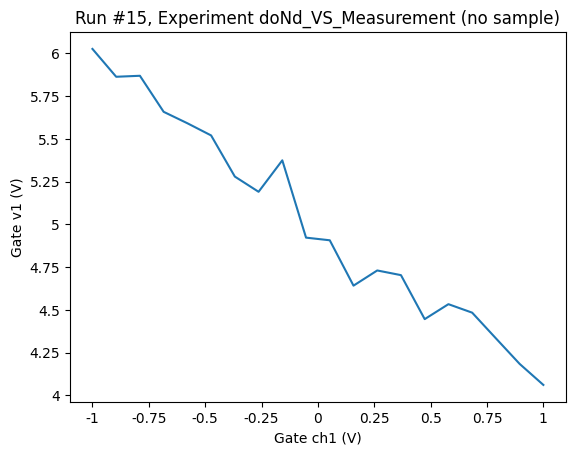 Run #15, Experiment doNd_VS_Measurement (no sample)
6
5.75
5.5
5.25
5
4.75
4.5
4.25
4
Gate v1 (V)
-1 -0.75 -0.5 -0.25 0 0.25 0.5 0.75 1
Gate ch1 (V)